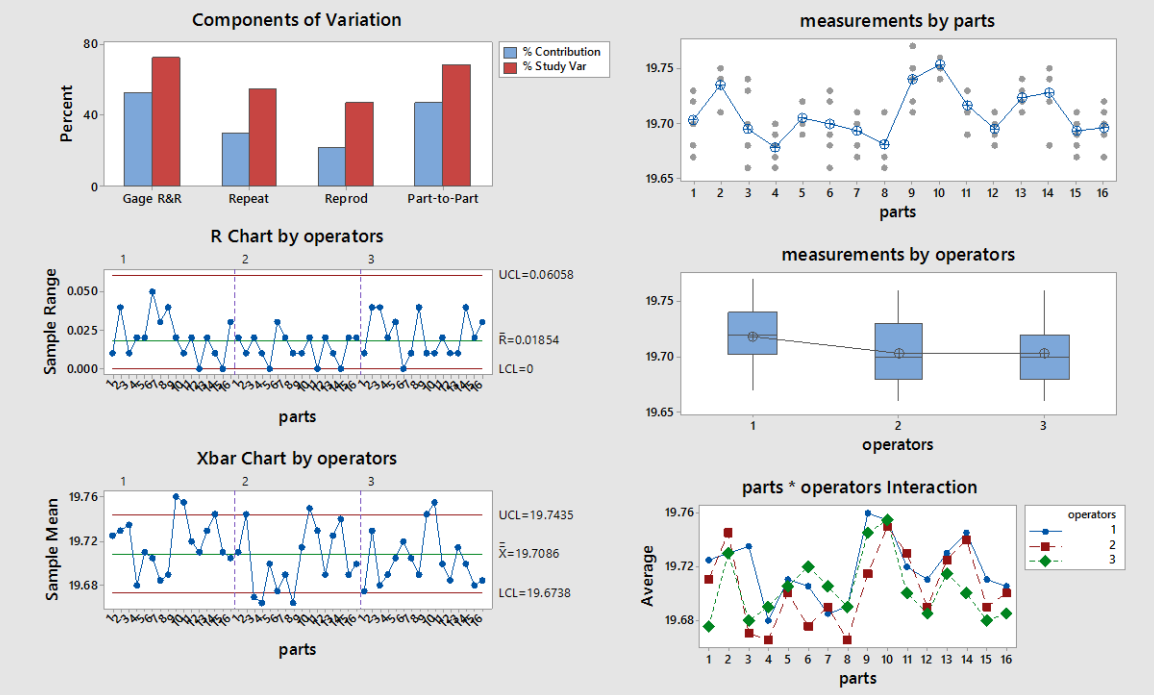 Components of Variation
80
40
0
Percent
Gage R&R Repeat Reprod Part-to-Part
% Contribution
% Study Var
R Chart by operators
1 2 3
Sample Range
0.050
0.025
0.000
UCL=0.06058
R̄=0.01854
LCL=0
parts
Xbar Chart by operators
1 2 3
Sample Mean
19.76
19.72
19.68
UCL=19.7435
X̿=19.7086
LCL=19.6738
parts
measurements by parts
19.75
19.70
19.65
1 2 3 4 5 6 7 8 9 10 11 12 13 14 15 16
parts
measurements by operators
19.75
19.70
19.65
1 2 3
operators
parts * operators Interaction
Average
19.76
19.72
19.68
1 2 3 4 5 6 7 8 9 10 11 12 13 14 15 16
parts
operators
1
2
3